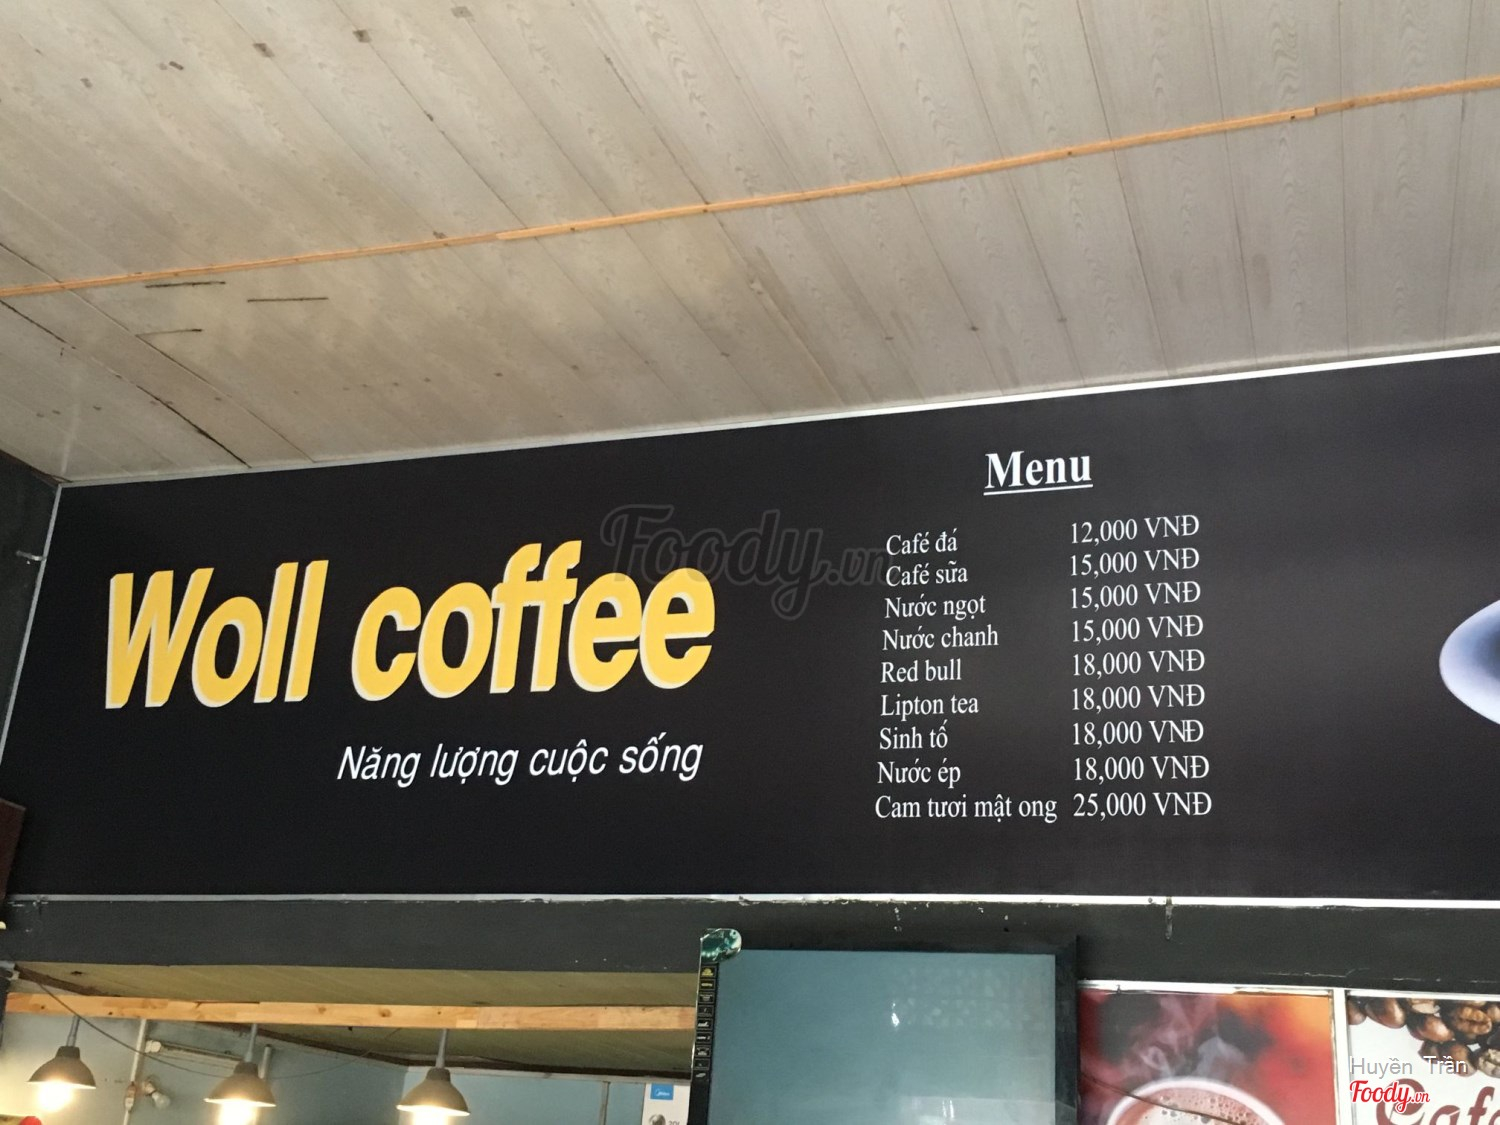 Foody.vn
Woll coffee
Năng lượng cuộc sống
Menu
Café đá 12,000 VNĐ
Café sữa 15,000 VNĐ
Nước ngọt 15,000 VNĐ
Nước chanh 15,000 VNĐ
Red bull 18,000 VNĐ
Lipton tea 18,000 VNĐ
Sinh tố 18,000 VNĐ
Nước ép 18,000 VNĐ
Cam tươi mật ong 25,000 VNĐ
Huyền Trần
Foody.vn